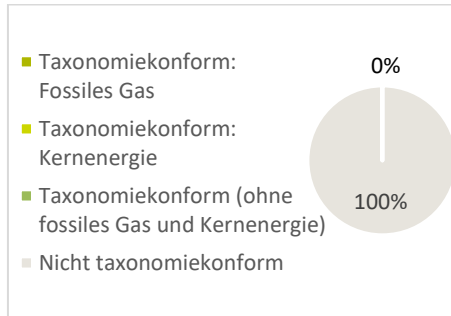 Taxonomiekonform:
Fossiles Gas
Taxonomiekonform:
Kernenergie
Taxonomiekonform (ohne
fossiles Gas und Kernenergie)
Nicht taxonomiekonform
0%
100%